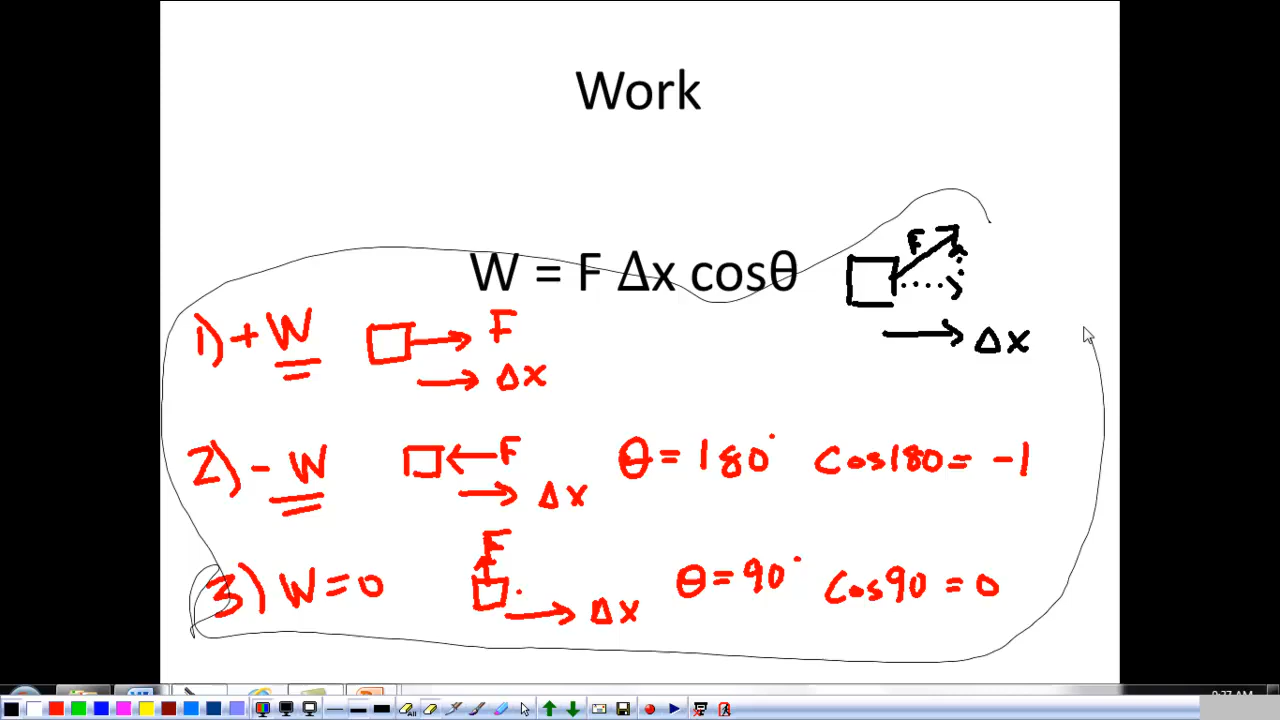 Work
W = F Δx cosθ
F
Δx
1) + W
F
Δx
2) - W
F
Δx
θ = 180° cos180 = -1
3) W = 0
F
Δx
θ = 90° cos90 = 0